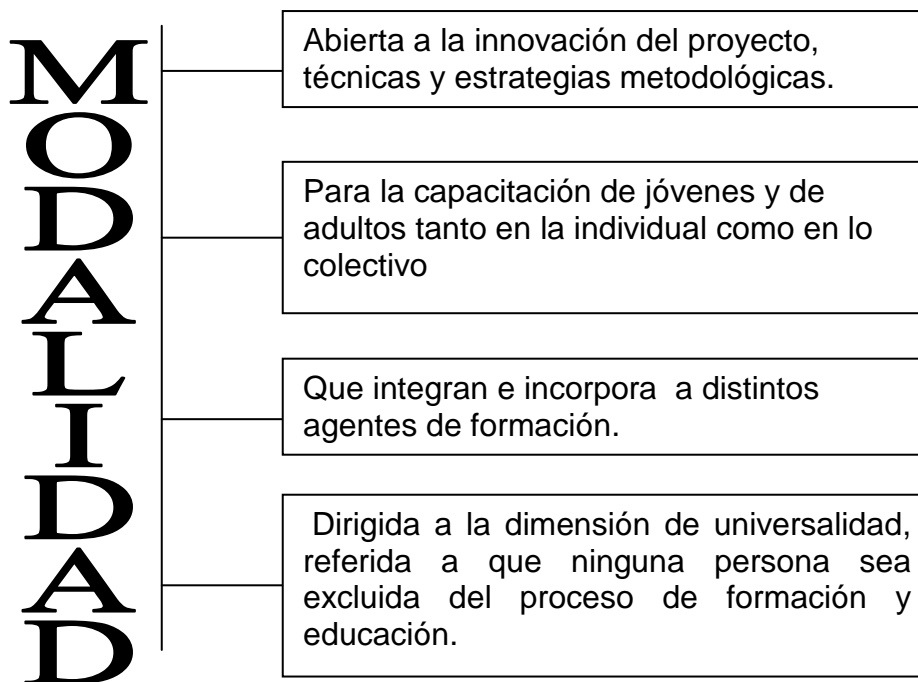 MODALIDAD
Abierta a la innovación del proyecto,
técnicas y estrategias metodológicas.
Para la capacitación de jóvenes y de
adultos tanto en la individual como en lo
colectivo
Que integran e incorpora a distintos
agentes de formación.
Dirigida a la dimensión de universalidad,
referida a que ninguna persona sea
excluida del proceso de formación y
educación.